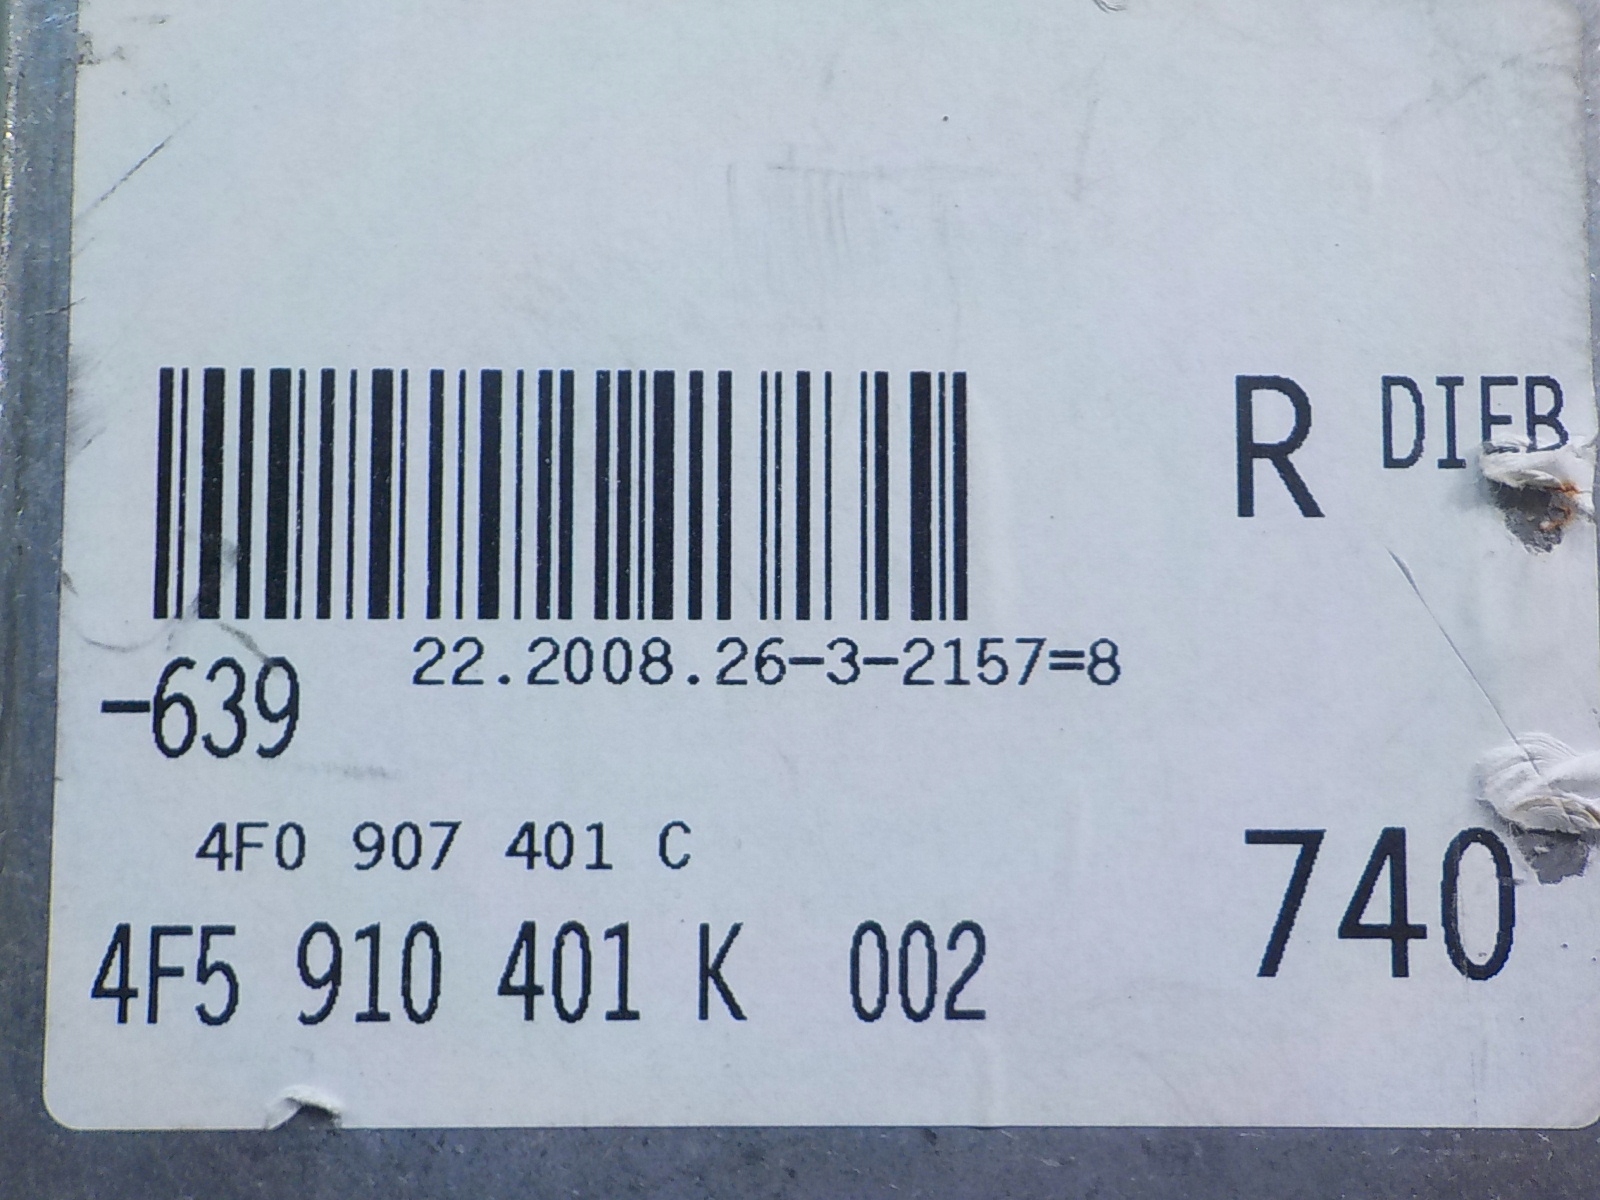 R DIEB
22.2008.26-3-2157=8
-639
4F0 907 401 C
740
4F5 910 401 K 002